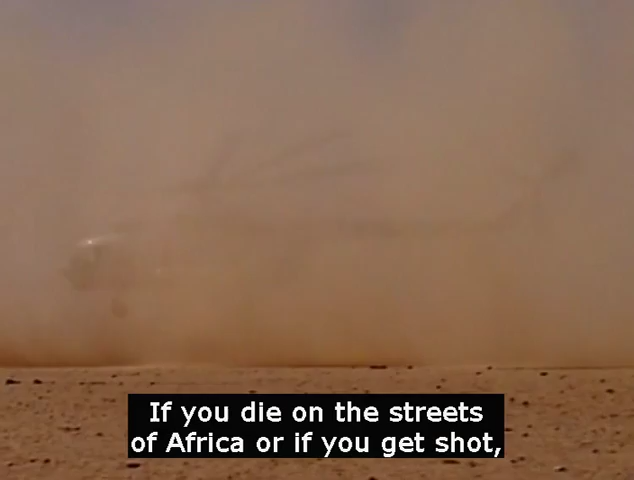 If you die on the streets
of Africa or if you get shot,